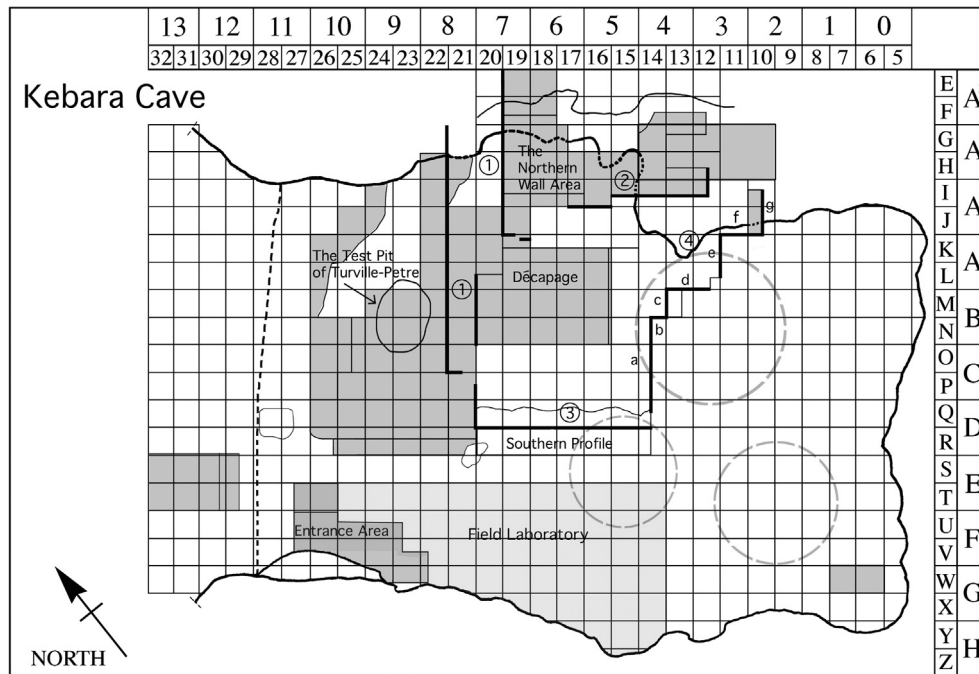 13 12 11 10 9 8 7 6 5 4 3 2 1 0
32 31 30 29 28 27 26 25 24 23 22 21 20 19 18 17 16 15 14 13 12 11 10 9 8 7 6 5
Kebara Cave
E
F
A
G
H
A
I
J
A
K
L
A
M
N
B
O
P
C
Q
R
D
S
T
E
U
V
F
W
X
G
Y
Z
H
1
The
Northern
Wall Area
2
f
g
4
e
The Test Pit
of Turville-Petre
1
Décapage
d
c
b
a
3
Southern Profile
Entrance Area
Field Laboratory
NORTH